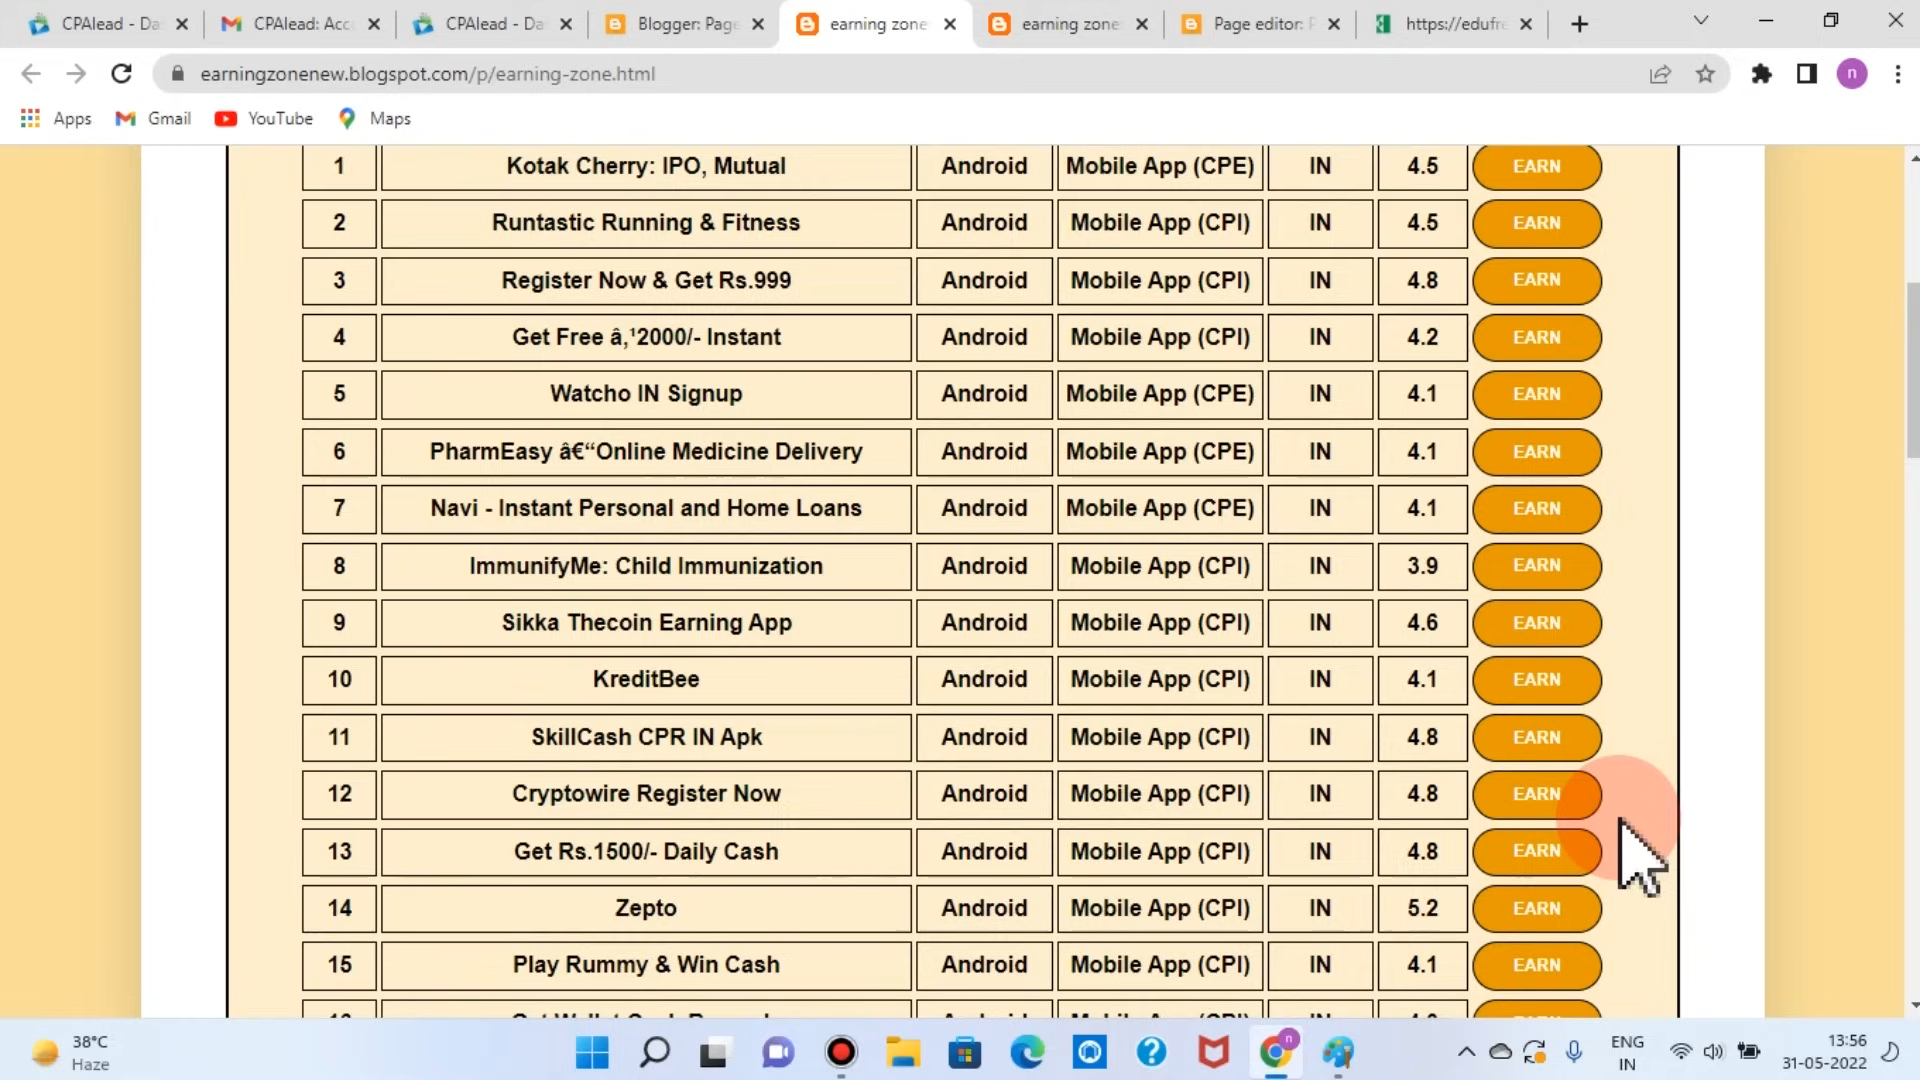 CPAlead - Da
CPAlead: Acc
CPAlead - Da
Blogger: Page
earning zone
earning zone
Page editor: P
https://edufre
earningzonenew.blogspot.com/p/earning-zone.html
n
Apps Gmail YouTube Maps
1 Kotak Cherry: IPO, Mutual Android Mobile App (CPE) IN 4.5 EARN
2 Runtastic Running & Fitness Android Mobile App (CPI) IN 4.5 EARN
3 Register Now & Get Rs.999 Android Mobile App (CPI) IN 4.8 EARN
4 Get Free â‚¹2000/- Instant Android Mobile App (CPI) IN 4.2 EARN
5 Watcho IN Signup Android Mobile App (CPE) IN 4.1 EARN
6 PharmEasy â€“Online Medicine Delivery Android Mobile App (CPE) IN 4.1 EARN
7 Navi - Instant Personal and Home Loans Android Mobile App (CPE) IN 4.1 EARN
8 ImmunifyMe: Child Immunization Android Mobile App (CPI) IN 3.9 EARN
9 Sikka Thecoin Earning App Android Mobile App (CPI) IN 4.6 EARN
10 KreditBee Android Mobile App (CPI) IN 4.1 EARN
11 SkillCash CPR IN Apk Android Mobile App (CPI) IN 4.8 EARN
12 Cryptowire Register Now Android Mobile App (CPI) IN 4.8 EARN
13 Get Rs.1500/- Daily Cash Android Mobile App (CPI) IN 4.8 EARN
14 Zepto Android Mobile App (CPI) IN 5.2 EARN
15 Play Rummy & Win Cash Android Mobile App (CPI) IN 4.1 EARN
38°C
Haze
ENG
IN
13:56
31-05-2022